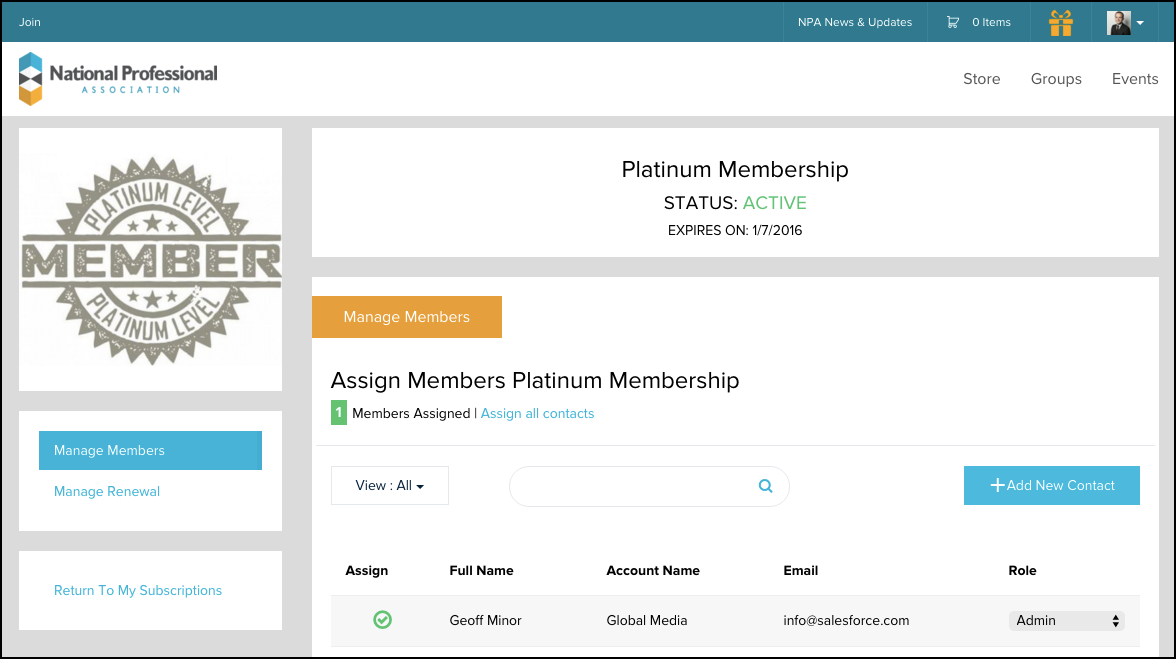 Join
NPA News & Updates
0 Items
National Professional
ASSOCIATION
Store
Groups
Events
PLATINUM LEVEL
MEMBER
PLATINUM LEVEL
Platinum Membership
STATUS: ACTIVE
EXPIRES ON: 1/7/2016
Manage Members
Manage Renewal
Return To My Subscriptions
Manage Members
Assign Members Platinum Membership
1 Members Assigned | Assign all contacts
View : All
Add New Contact
Assign Full Name Account Name Email Role
Geoff Minor Global Media info@salesforce.com Admin